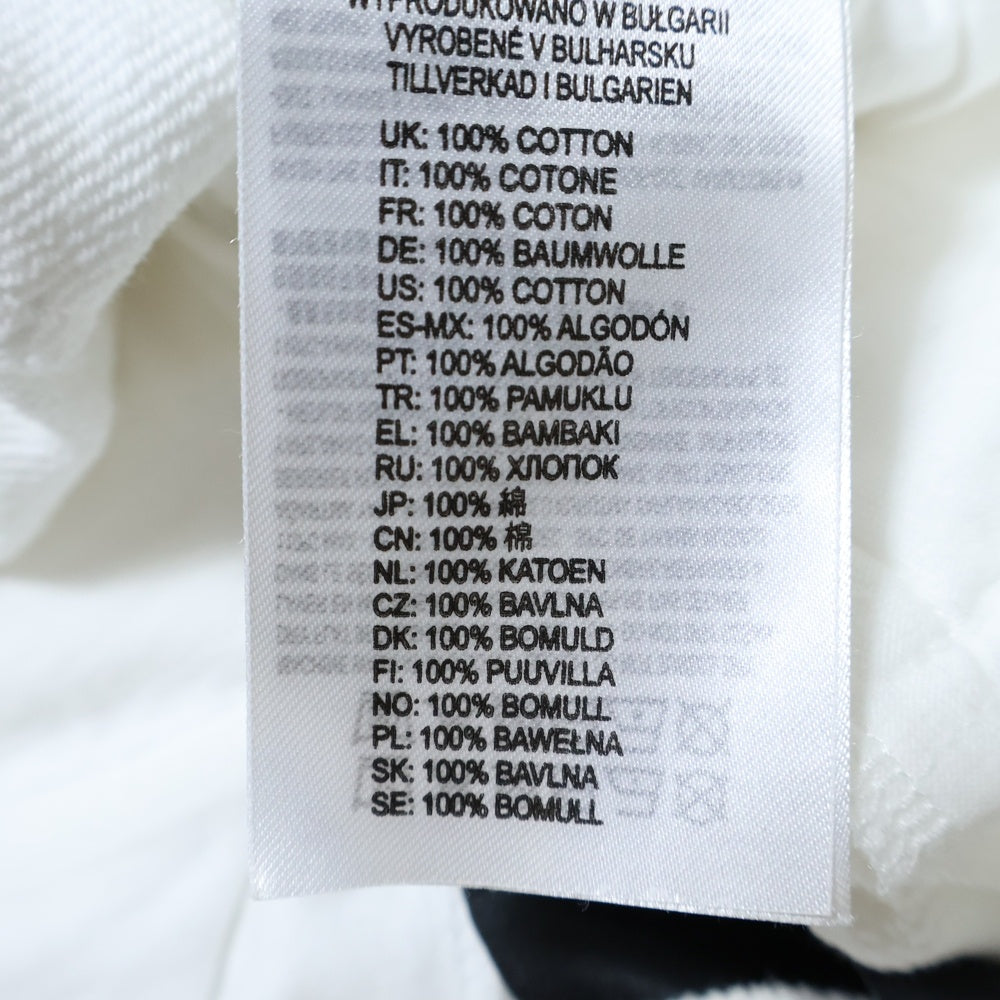 WYPRODUKOWANO W BUŁGARII
VYROBENÉ V BULHARSKU
TILLVERKAD I BULGARIEN
UK: 100% COTTON
IT: 100% COTONE
FR: 100% COTON
DE: 100% BAUMWOLLE
US: 100% COTTON
ES-MX: 100% ALGODÓN
PT: 100% ALGODÃO
TR: 100% PAMUKLU
EL: 100% BAMBAKI
RU: 100% ХЛОПОК
JP: 100% 綿
CN: 100% 棉
NL: 100% KATOEN
CZ: 100% BAVLNA
DK: 100% BOMULD
FI: 100% PUUVILLA
NO: 100% BOMULL
PL: 100% BAWEŁNA
SK: 100% BAVLNA
SE: 100% BOMULL